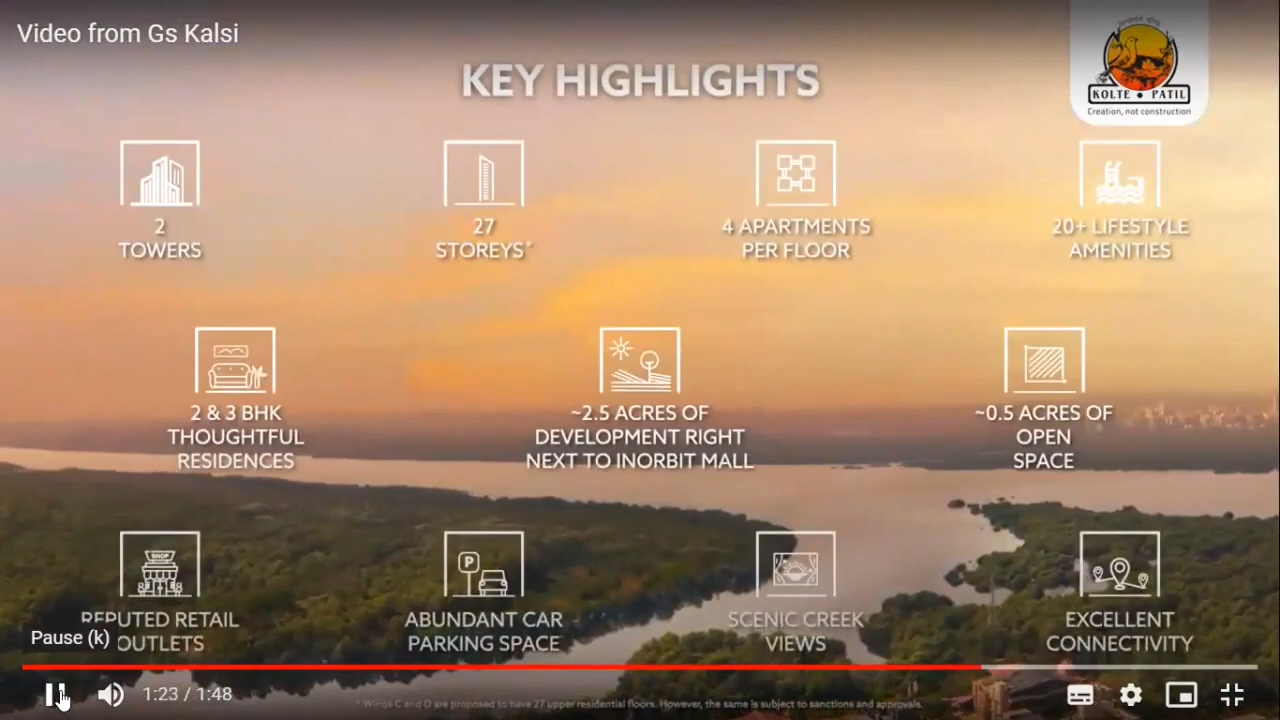 Video from Gs Kalsi
KEY HIGHLIGHTS
KOLTE • PATIL
Creation, not construction
2
TOWERS
27
STOREYS*
4 APARTMENTS
PER FLOOR
20+ LIFESTYLE
AMENITIES
2 & 3 BHK
THOUGHTFUL
RESIDENCES
~2.5 ACRES OF
DEVELOPMENT RIGHT
NEXT TO INORBIT MALL
~0.5 ACRES OF
OPEN
SPACE
SHOP
REPUTED RETAIL
OUTLETS
P
ABUNDANT CAR
PARKING SPACE
SCENIC CREEK
VIEWS
EXCELLENT
CONNECTIVITY
Pause (k)
1:23 / 1:48
* Wings C and D are proposed to have 27 upper residential floors. However, the same is subject to sanctions and approvals.